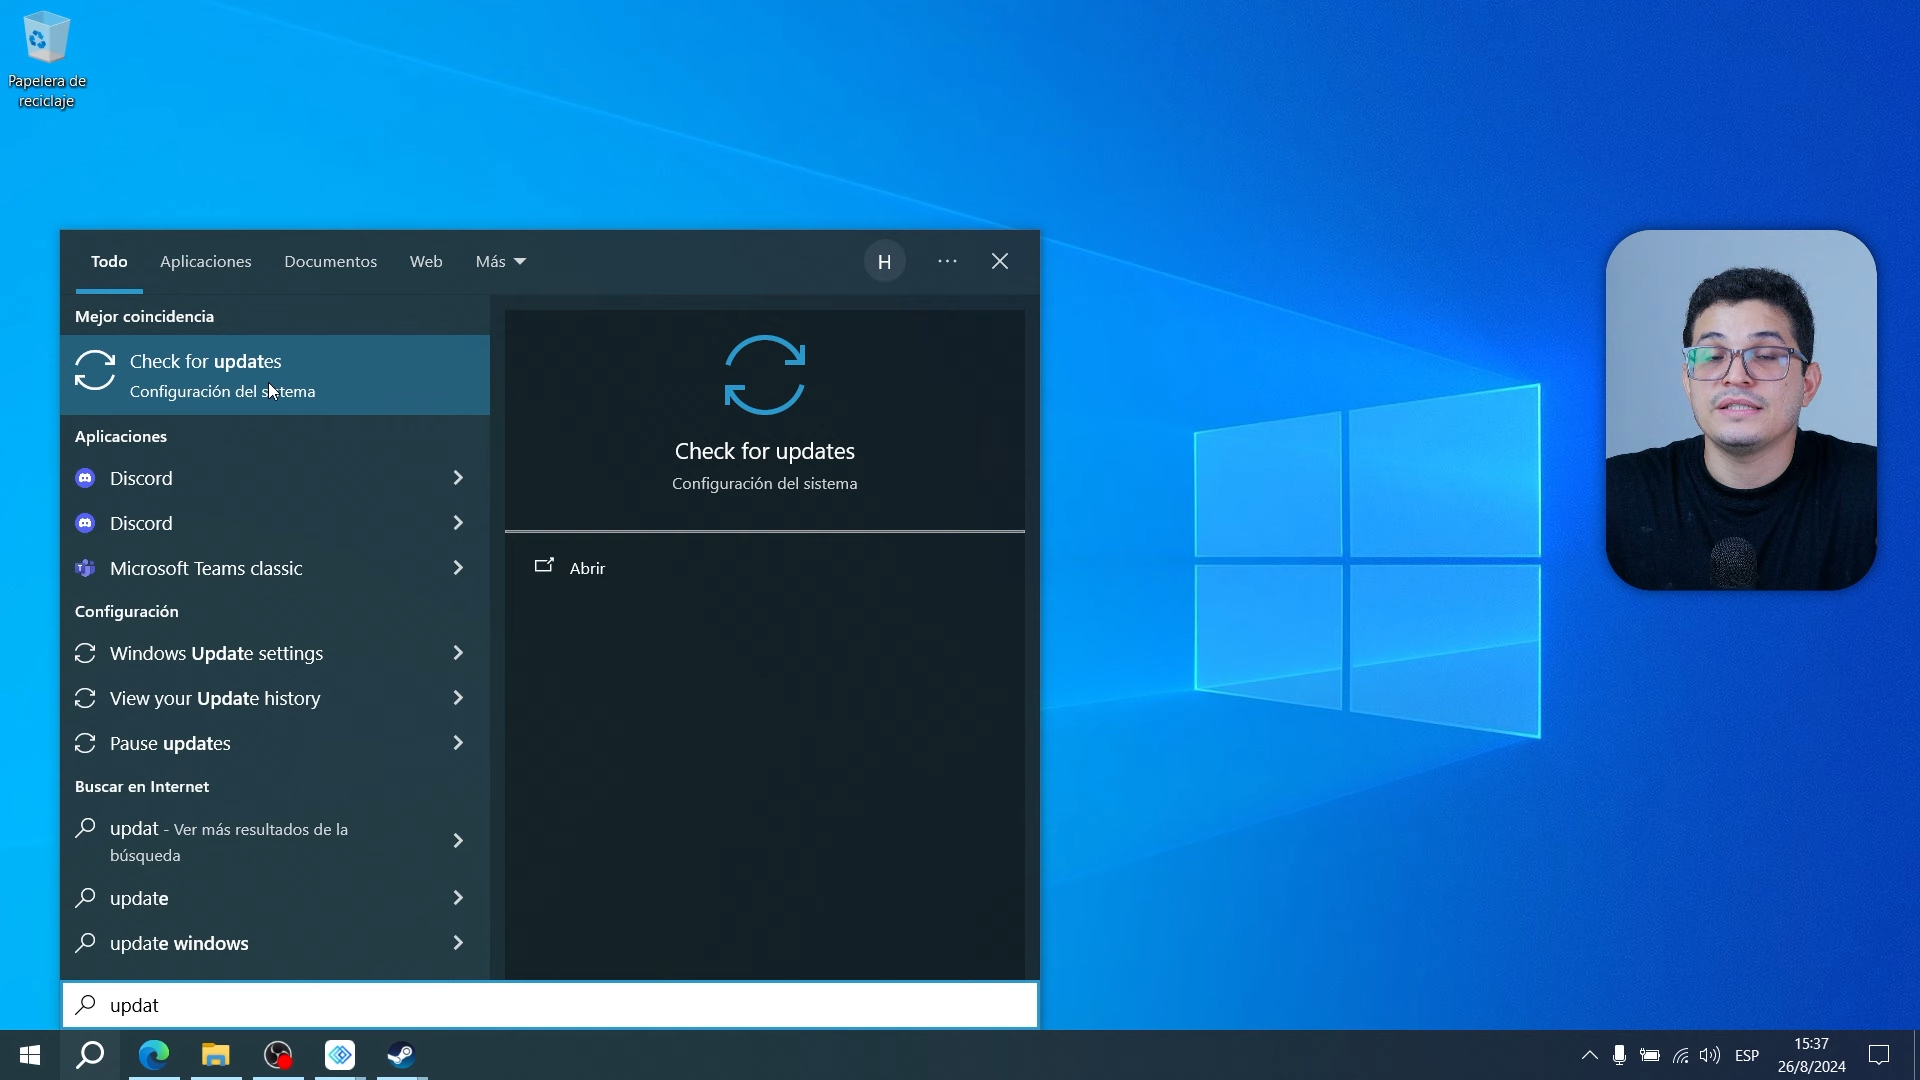 Papelera de
reciclaje
Todo
Aplicaciones
Documentos
Web
Más
H
Mejor coincidencia
Check for updates
Configuración del sistema
Aplicaciones
Discord
Discord
Microsoft Teams classic
Configuración
Windows Update settings
View your Update history
Pause updates
Buscar en Internet
updat - Ver más resultados de la
búsqueda
update
update windows
Check for updates
Configuración del sistema
Abrir
updat
ESP
15:37
26/8/2024